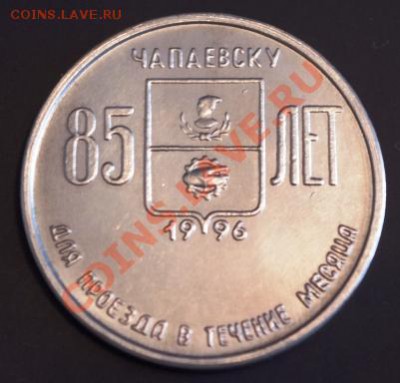 COINS.LAVE.RU
ЧАПАЕВСКУ
85 ЛЕТ
1996
ДЛЯ ПРОЕЗДА В ТЕЧЕНИЕ МЕСЯЦА
COINS.LAVE.RU